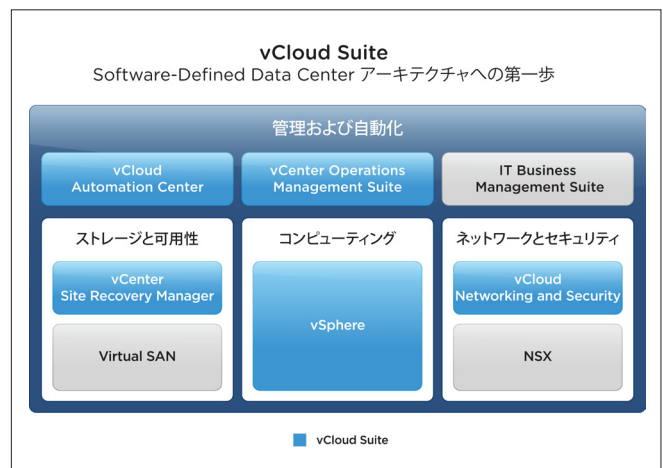 vCloud Suite
Software-Defined Data Center アーキテクチャへの第一歩
管理および自動化
vCloud
Automation Center
vCenter Operations
Management Suite
IT Business
Management Suite
ストレージと可用性
vCenter
Site Recovery Manager
Virtual SAN
コンピューティング
vSphere
ネットワークとセキュリティ
vCloud
Networking and Security
NSX
vCloud Suite